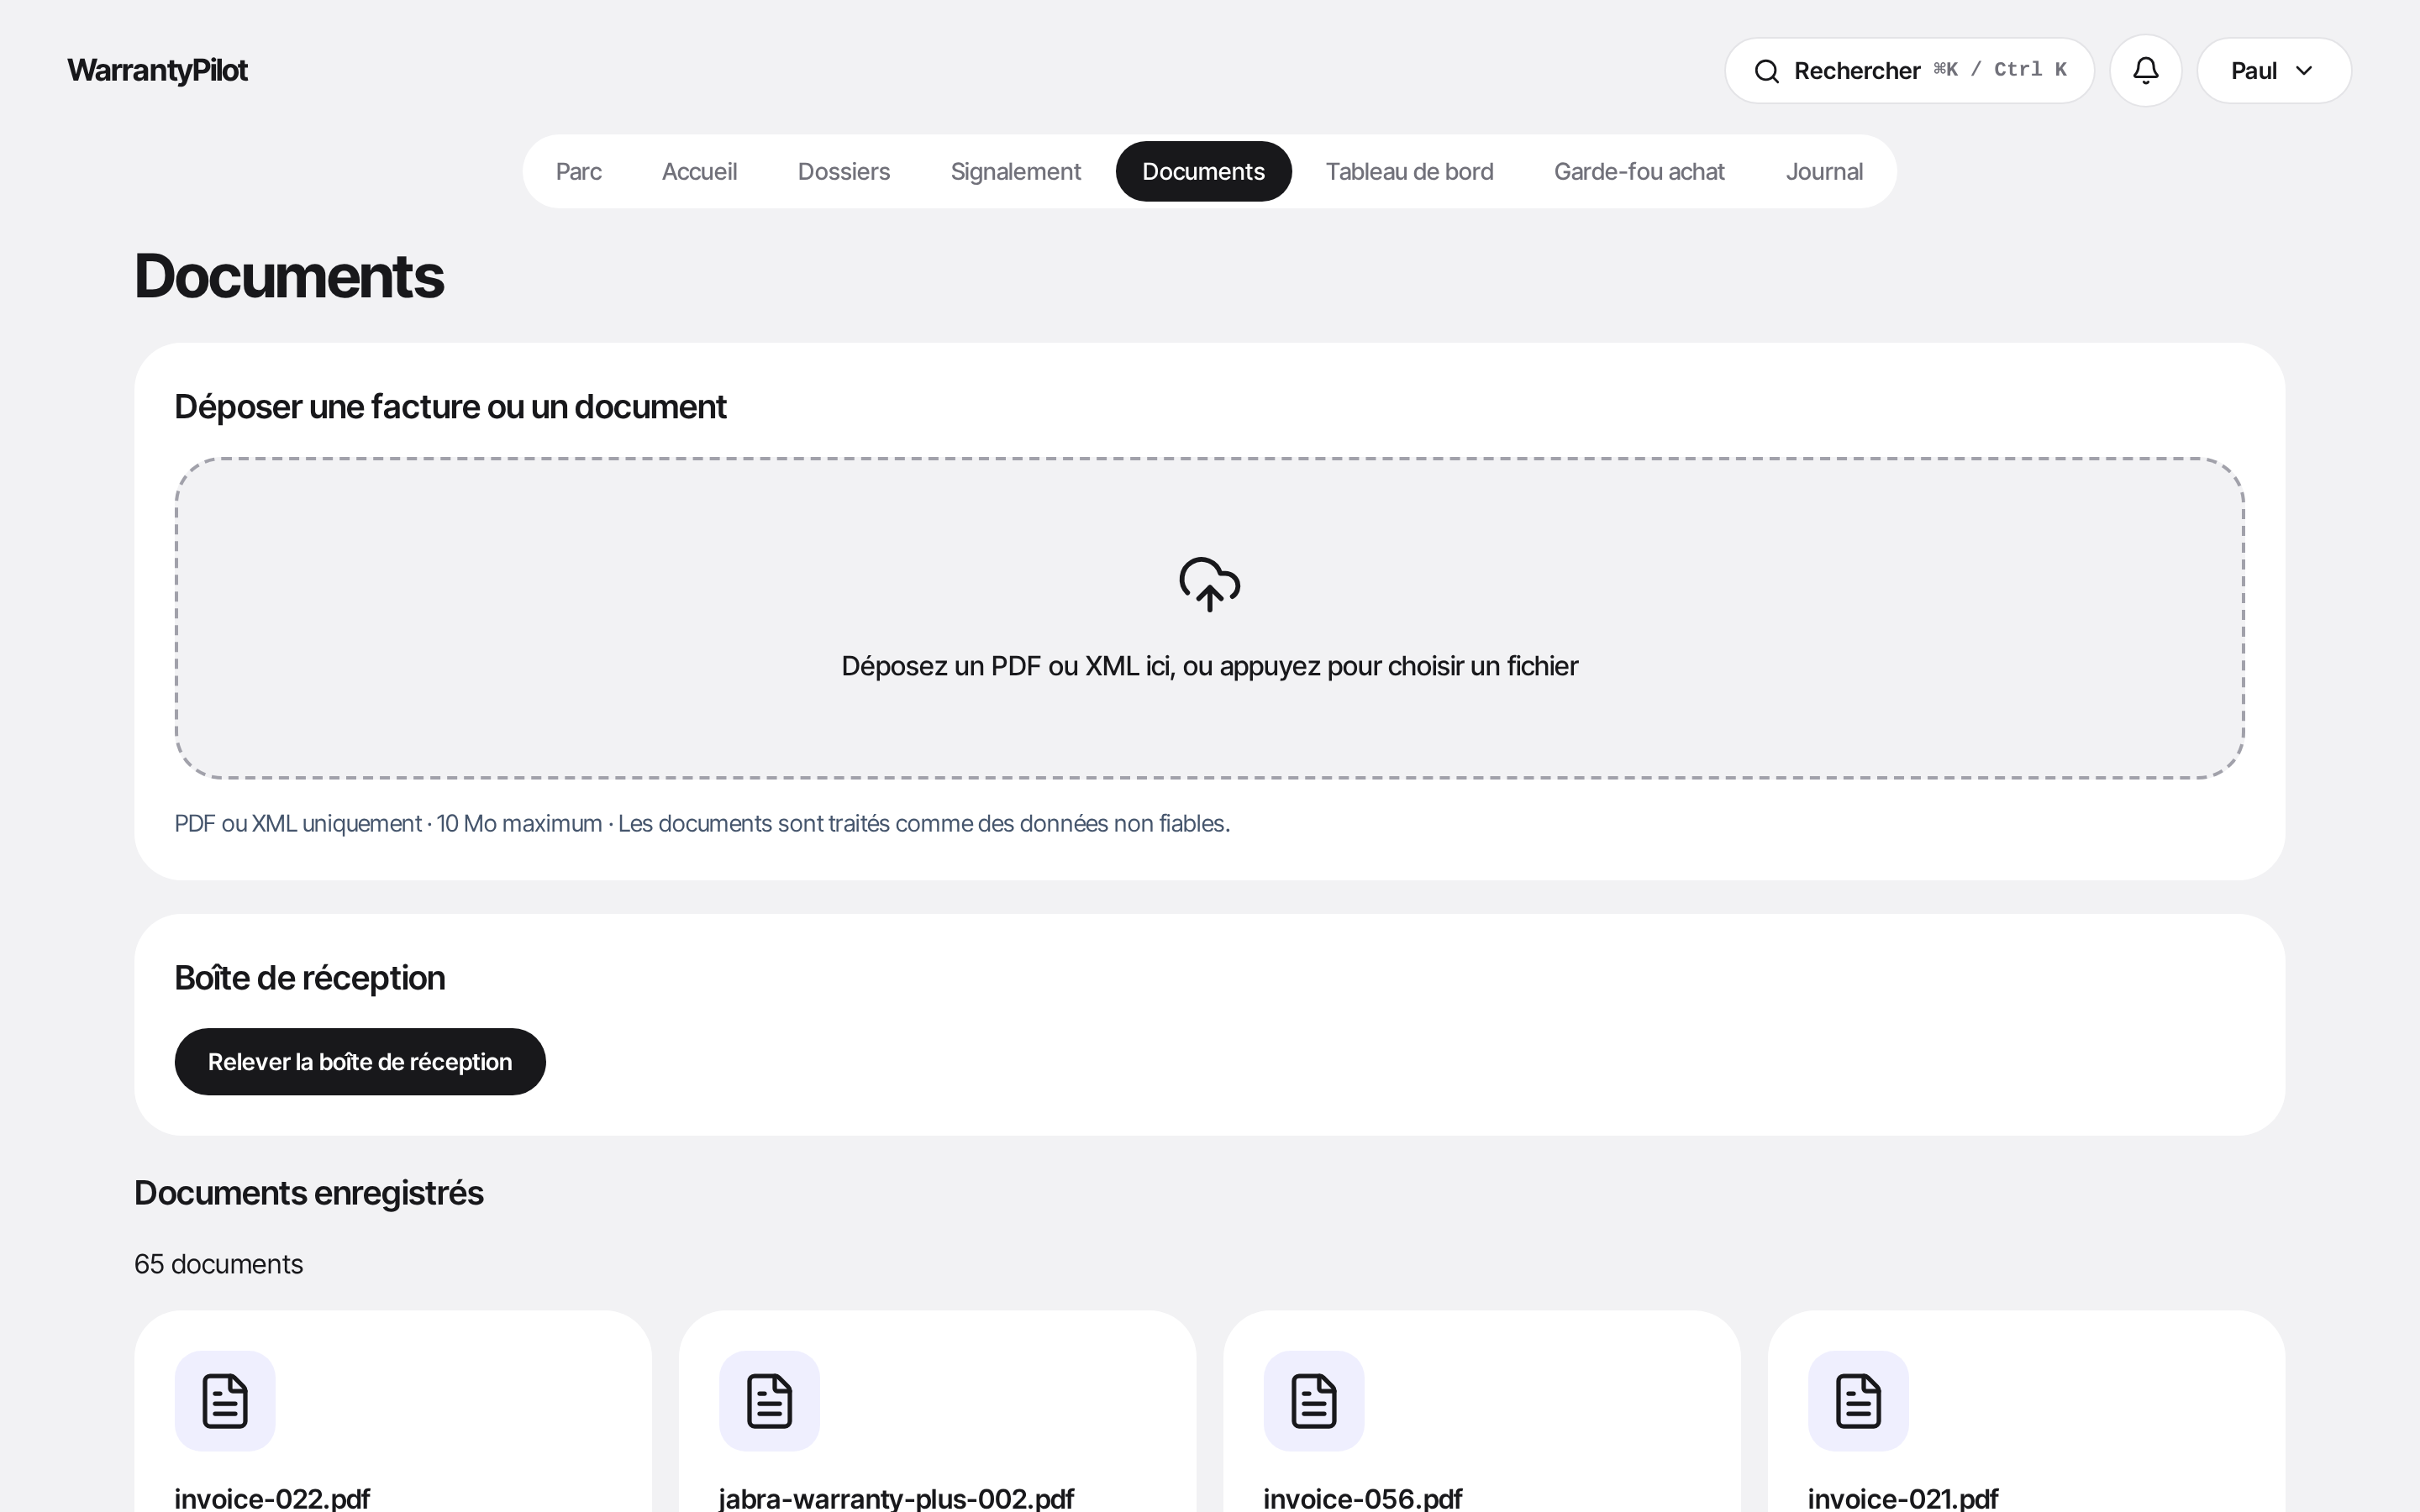 WarrantyPilot
Rechercher ⌘K / Ctrl K
Paul
Parc Accueil Dossiers Signalement Documents Tableau de bord Garde-fou achat Journal
Documents
Déposer une facture ou un document
Déposez un PDF ou XML ici, ou appuyez pour choisir un fichier
PDF ou XML uniquement · 10 Mo maximum · Les documents sont traités comme des données non fiables.
Boîte de réception
Relever la boîte de réception
Documents enregistrés
65 documents
invoice-022.pdf
jabra-warranty-plus-002.pdf
invoice-056.pdf
invoice-021.pdf